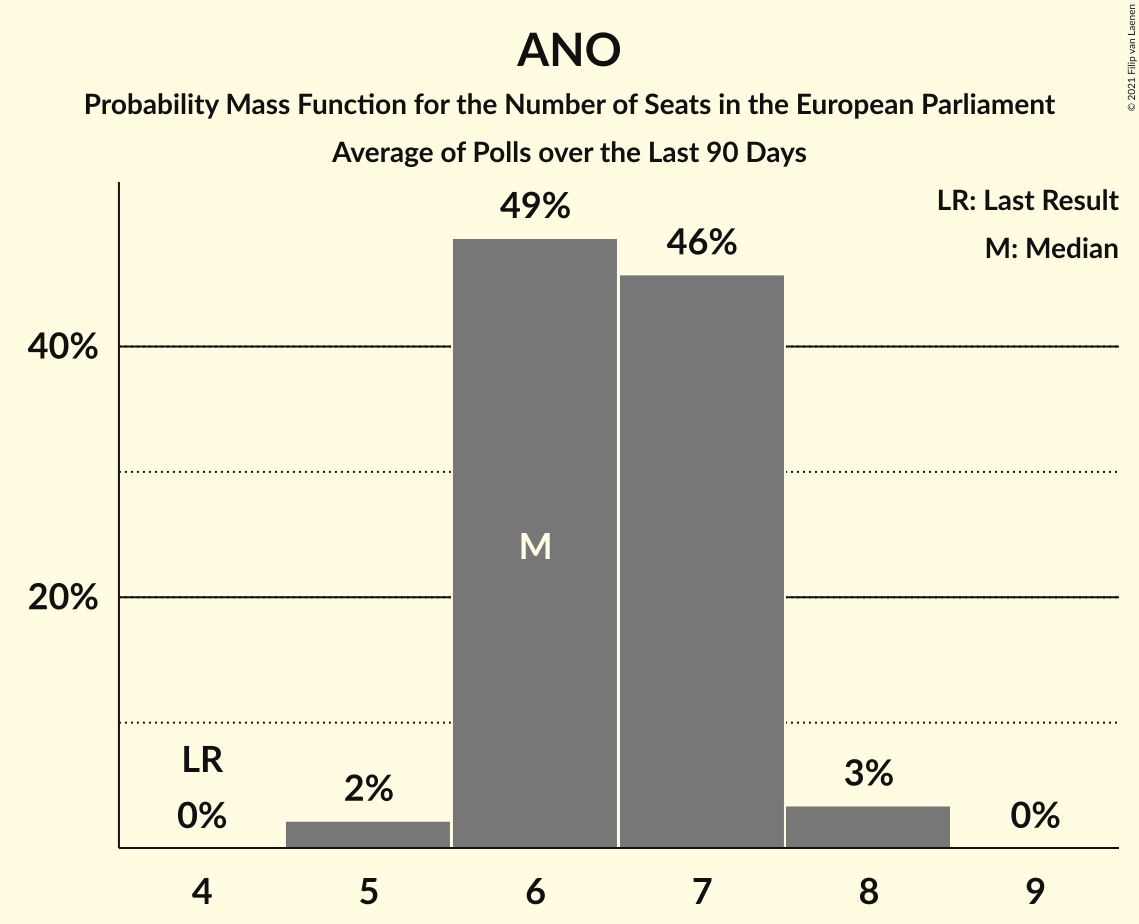 ANO
Probability Mass Function for the Number of Seats in the European Parliament
Average of Polls over the Last 90 Days
© 2021 Filip van Laenen
LR: Last Result
M: Median
49%
46%
40%
M
20%
LR
0%
2%
3%
0%
4 5 6 7 8 9